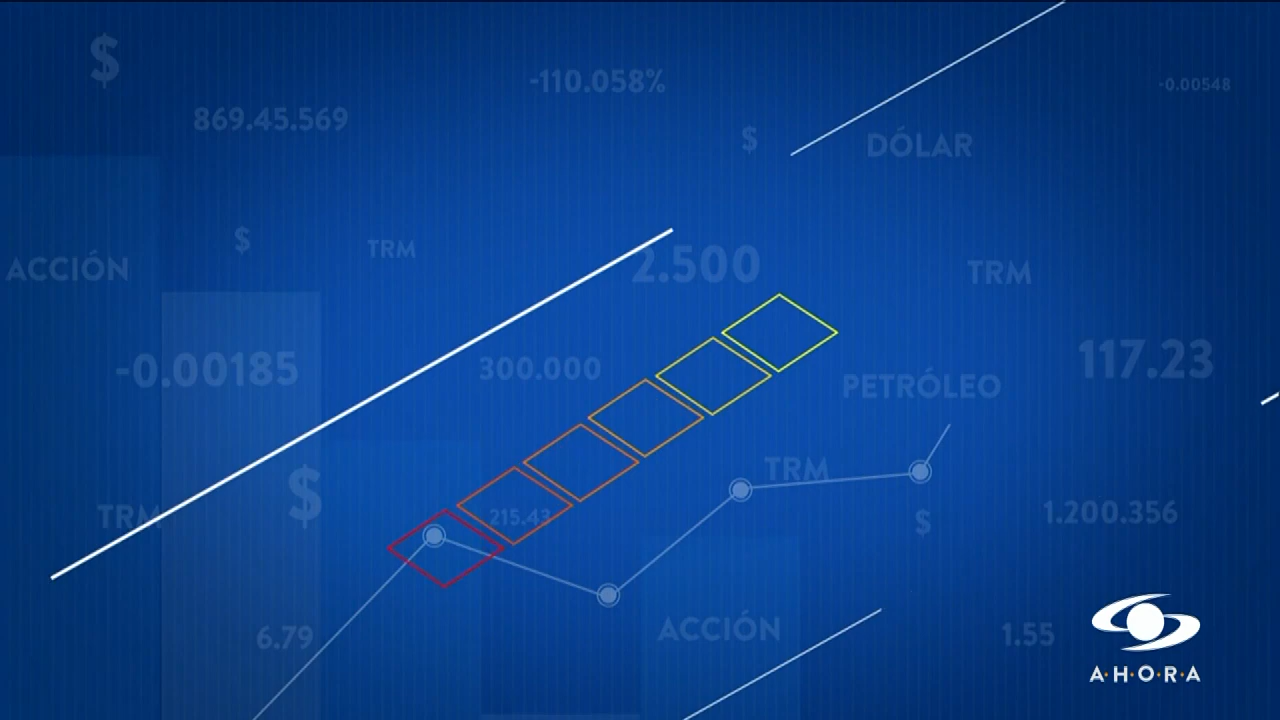 $
-110.058%
-0.00548
869.45.569
$
DÓLAR
$
TRM
2.500
ACCIÓN
TRM
-0.00185
300.000
117.23
PETRÓLEO
TRM
$
TRM
215.43
$
1.200.356
6.79
ACCIÓN
1.55
A·H·O·R·A